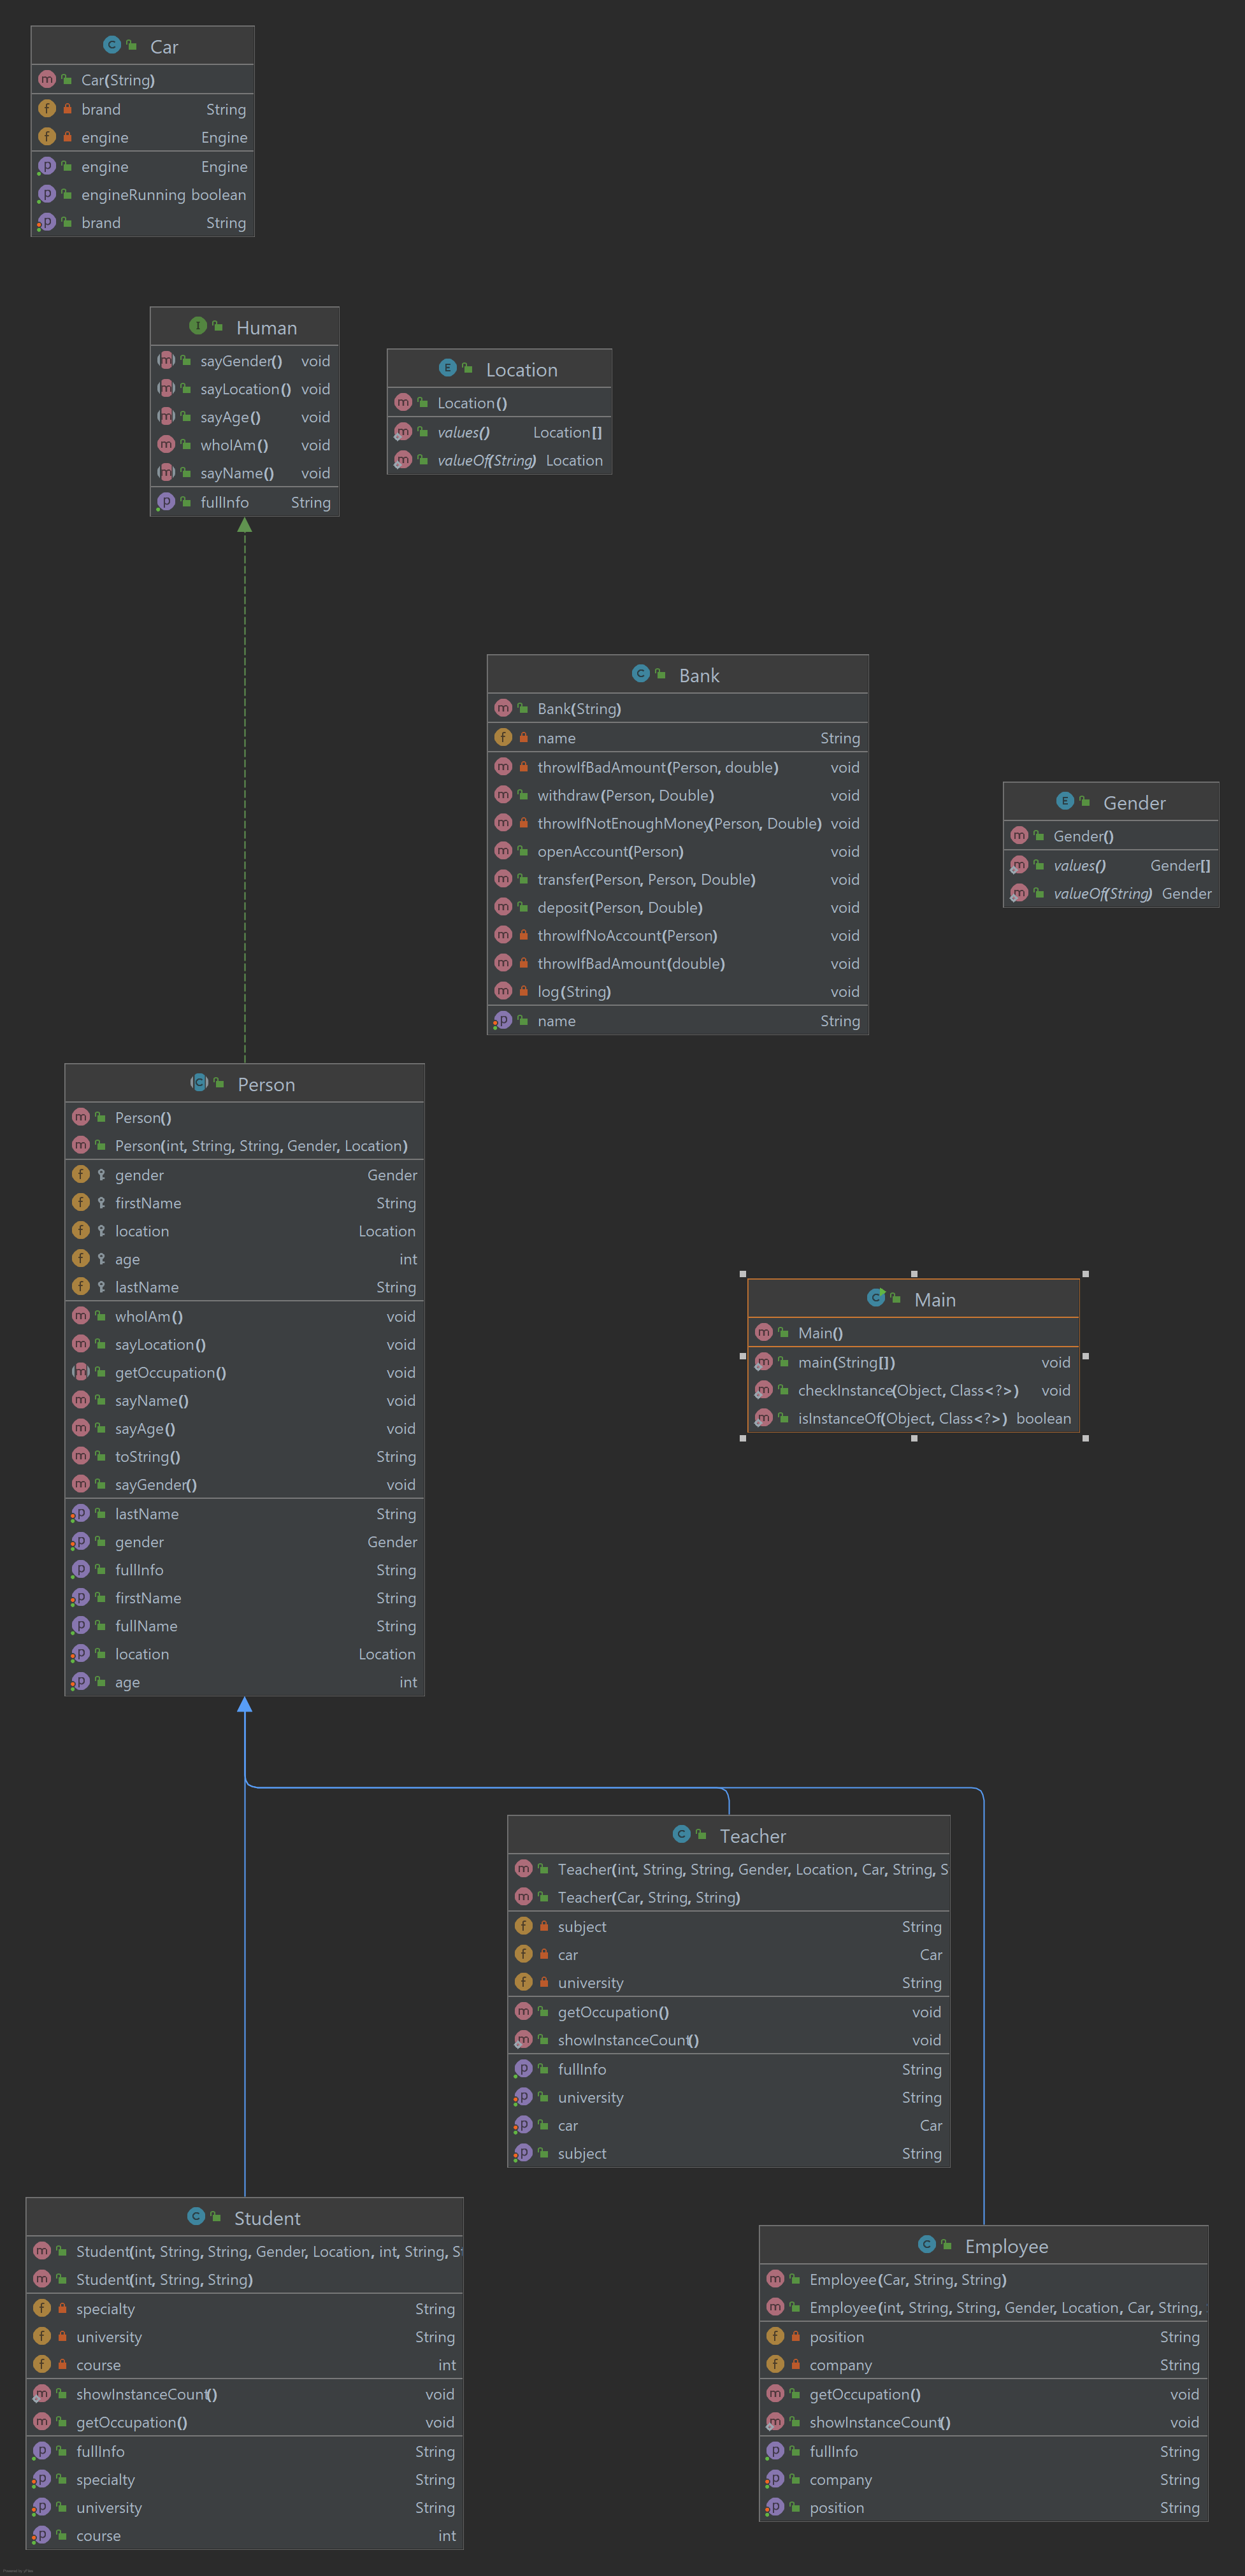 Car
Car(String)
brand String
engine Engine
engine Engine
engineRunning boolean
brand String
Human
sayGender() void
sayLocation() void
sayAge() void
whoIAm() void
sayName() void
fullInfo String
Location
Location()
values() Location[]
valueOf(String) Location
Bank
Bank(String)
name String
throwIfBadAmount(Person, double) void
withdraw(Person, Double) void
throwIfNotEnoughMoney(Person, Double) void
openAccount(Person) void
transfer(Person, Person, Double) void
deposit(Person, Double) void
throwIfNoAccount(Person) void
throwIfBadAmount(double) void
log(String) void
name String
Gender
Gender()
values() Gender[]
valueOf(String) Gender
Person
Person()
Person(int, String, String, Gender, Location)
gender Gender
firstName String
location Location
age int
lastName String
whoIAm() void
sayLocation() void
getOccupation() void
sayName() void
sayAge() void
toString() String
sayGender() void
lastName String
gender Gender
fullInfo String
firstName String
fullName String
location Location
age int
Main
Main()
main(String[]) void
checkInstance(Object, Class<?>) void
isInstanceOf(Object, Class<?>) boolean
Teacher
Teacher(int, String, String, Gender, Location, Car, String, S
Teacher(Car, String, String)
subject String
car Car
university String
getOccupation() void
showInstanceCount() void
fullInfo String
university String
car Car
subject String
Student
Student(int, String, String, Gender, Location, int, String, St
Student(int, String, String)
specialty String
university String
course int
showInstanceCount() void
getOccupation() void
fullInfo String
specialty String
university String
course int
Employee
Employee(Car, String, String)
Employee(int, String, String, Gender, Location, Car, String,
position String
company String
getOccupation() void
showInstanceCount() void
fullInfo String
company String
position String
Powered by yFiles